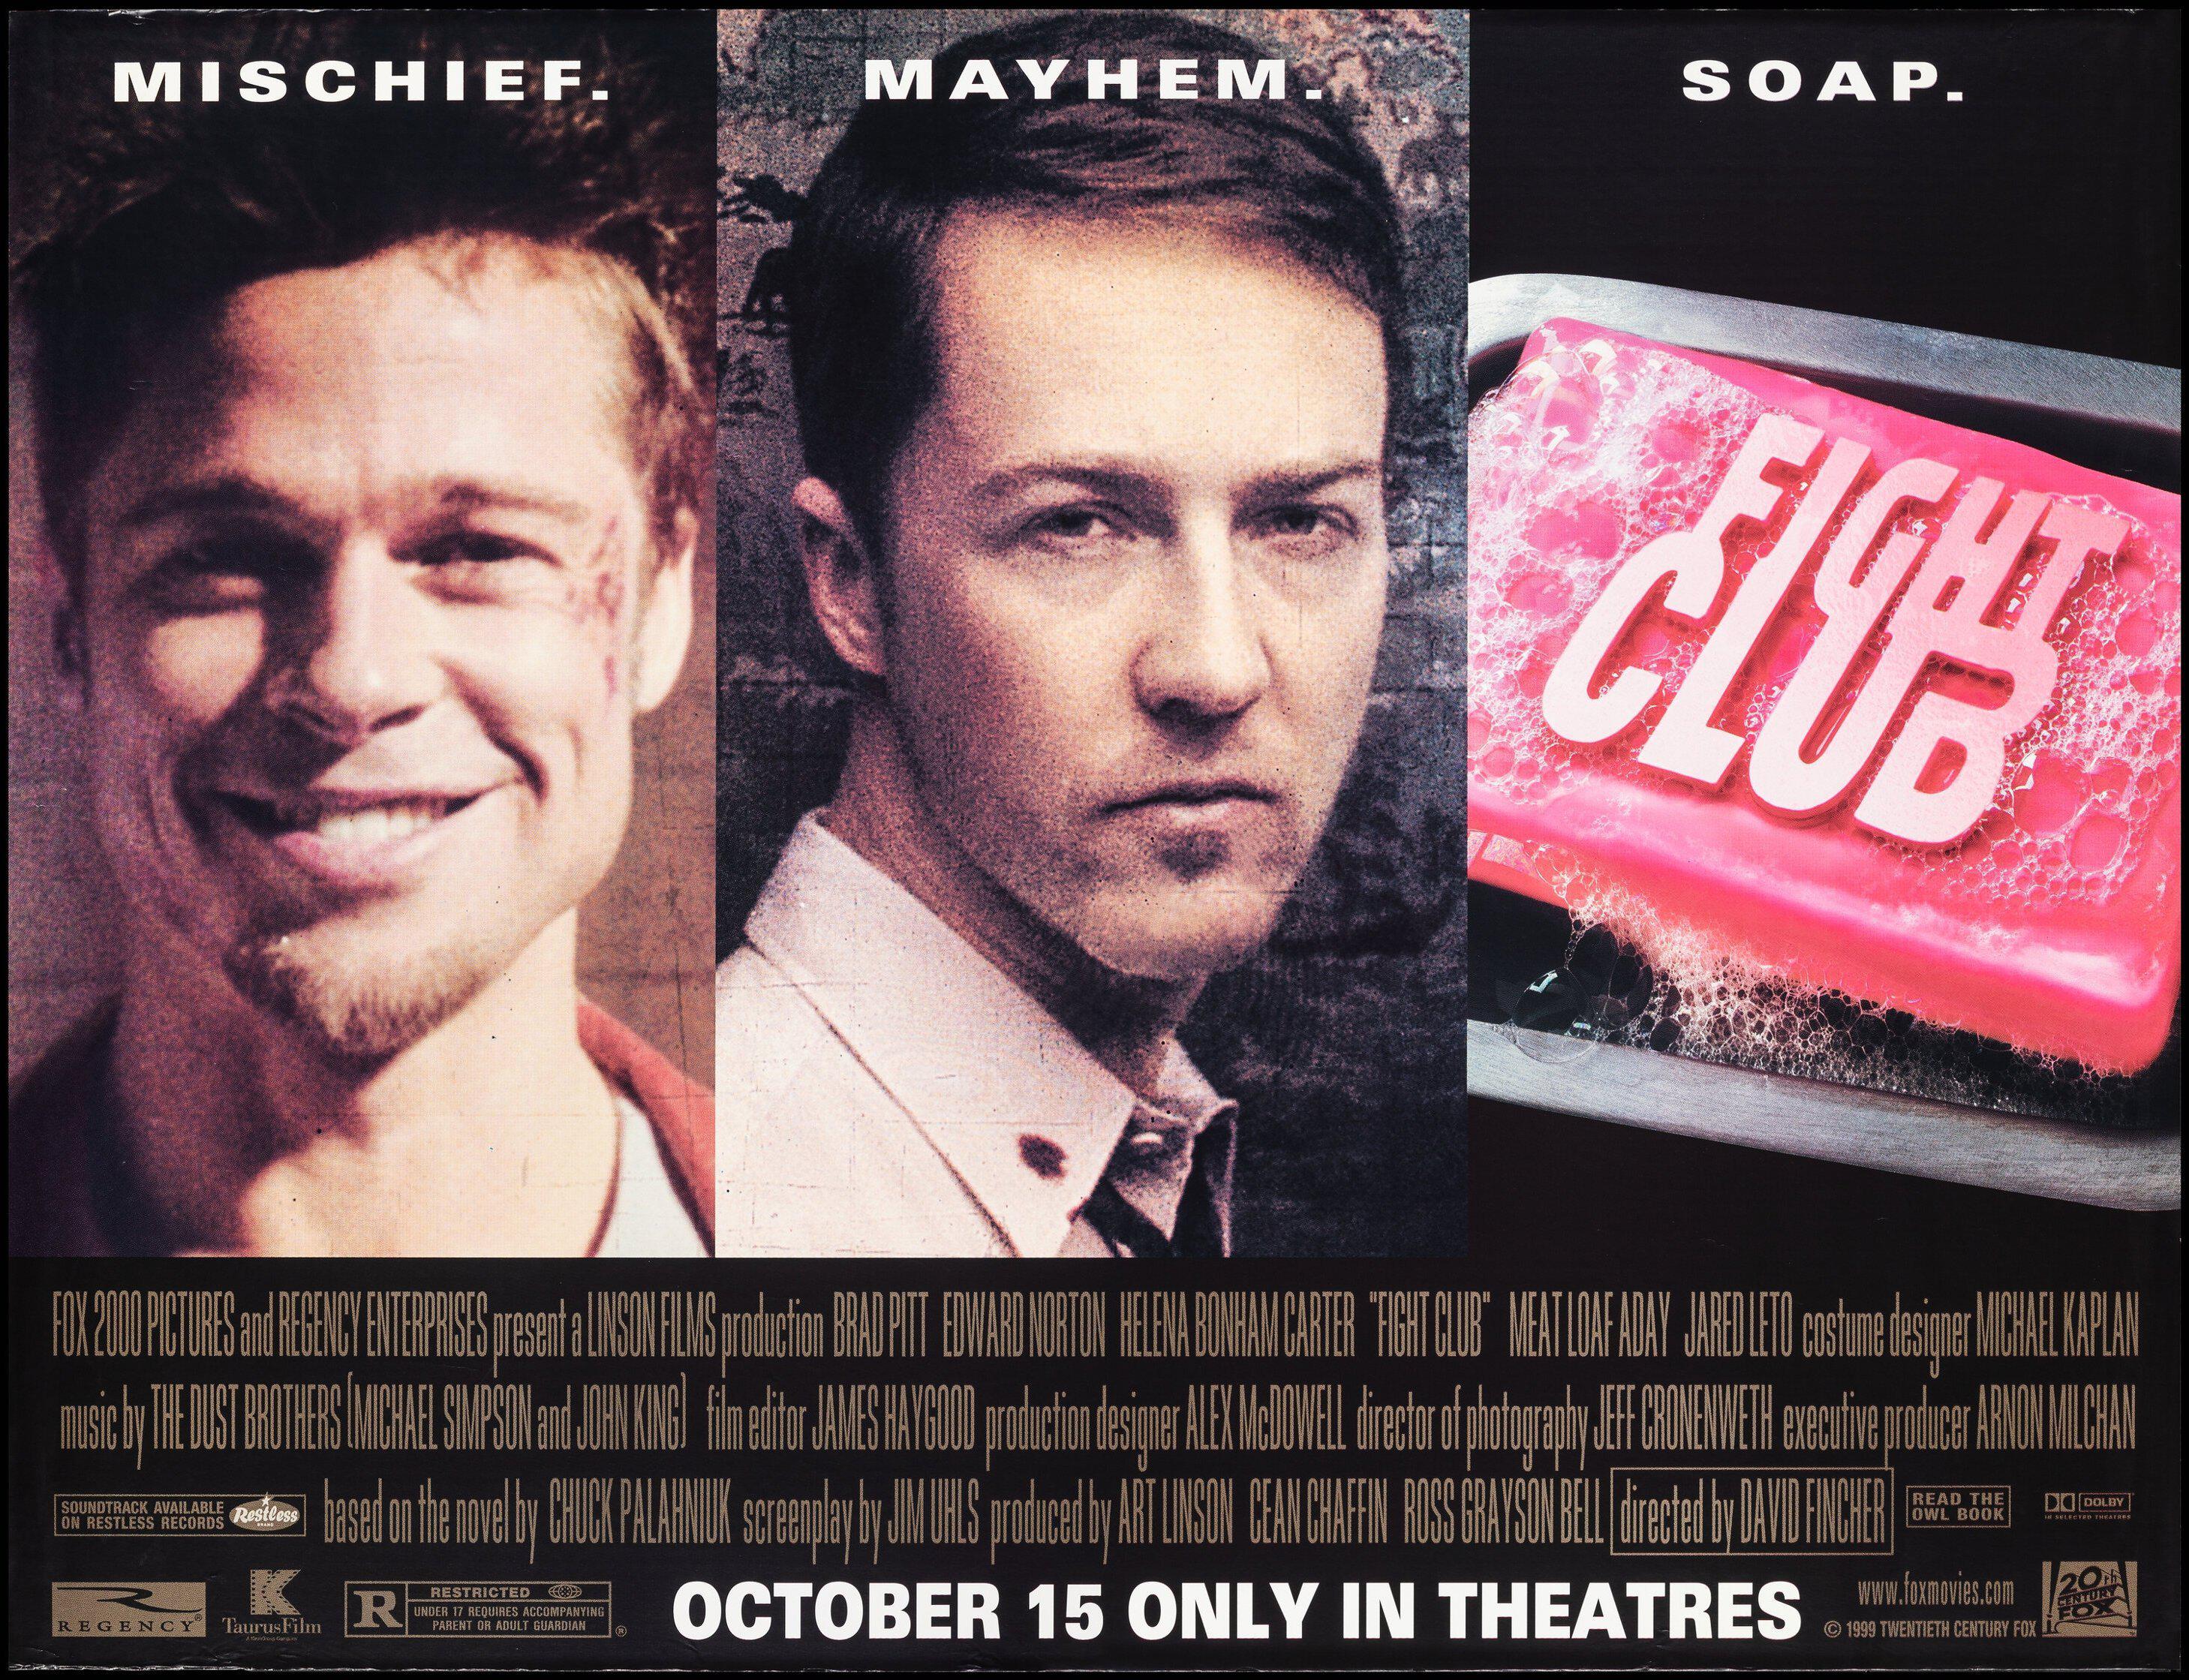 MISCHIEF.
MAYHEM.
SOAP.
FIGHT
CLUB
FOX 2000 PICTURES and REGENCY ENTERPRISES present a LINSON FILMS production BRAD PITT EDWARD NORTON HELENA BONHAM CARTER "FIGHT CLUB" MEAT LOAF ADAY JARED LETO costume designer MICHAEL KAPLAN
music by THE DUST BROTHERS (MICHAEL SIMPSON and JOHN KING) film editor JAMES HAYGOOD production designer ALEX McDOWELL director of photography JEFF CRONENWETH executive producer ARNON MILCHAN
SOUNDTRACK AVAILABLE
ON RESTLESS RECORDS
Restless
BRAND
based on the novel by CHUCK PALAHNIUK screenplay by JIM UHLS produced by ART LINSON CEAN CHAFFIN ROSS GRAYSON BELL directed by DAVID FINCHER
READ THE
OWL BOOK
DOLBY
IN SELECTED THEATRES
R
REGENCY®
K
TaurusFilm
R
RESTRICTED
UNDER 17 REQUIRES ACCOMPANYING
PARENT OR ADULT GUARDIAN
®
OCTOBER 15 ONLY IN THEATRES
www.foxmovies.com
© 1999 TWENTIETH CENTURY FOX
20th
CENTURY
FOX